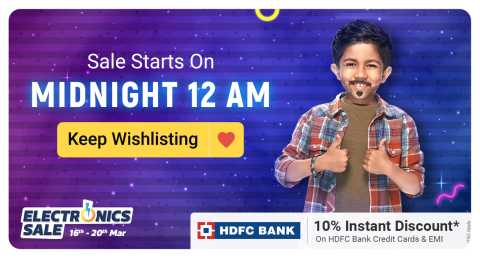 Sale Starts On
MIDNIGHT 12 AM
Keep Wishlisting
ELECTRONICS
SALE
16th - 20th Mar
HDFC BANK
10% Instant Discount*
On HDFC Bank Credit Cards & EMI